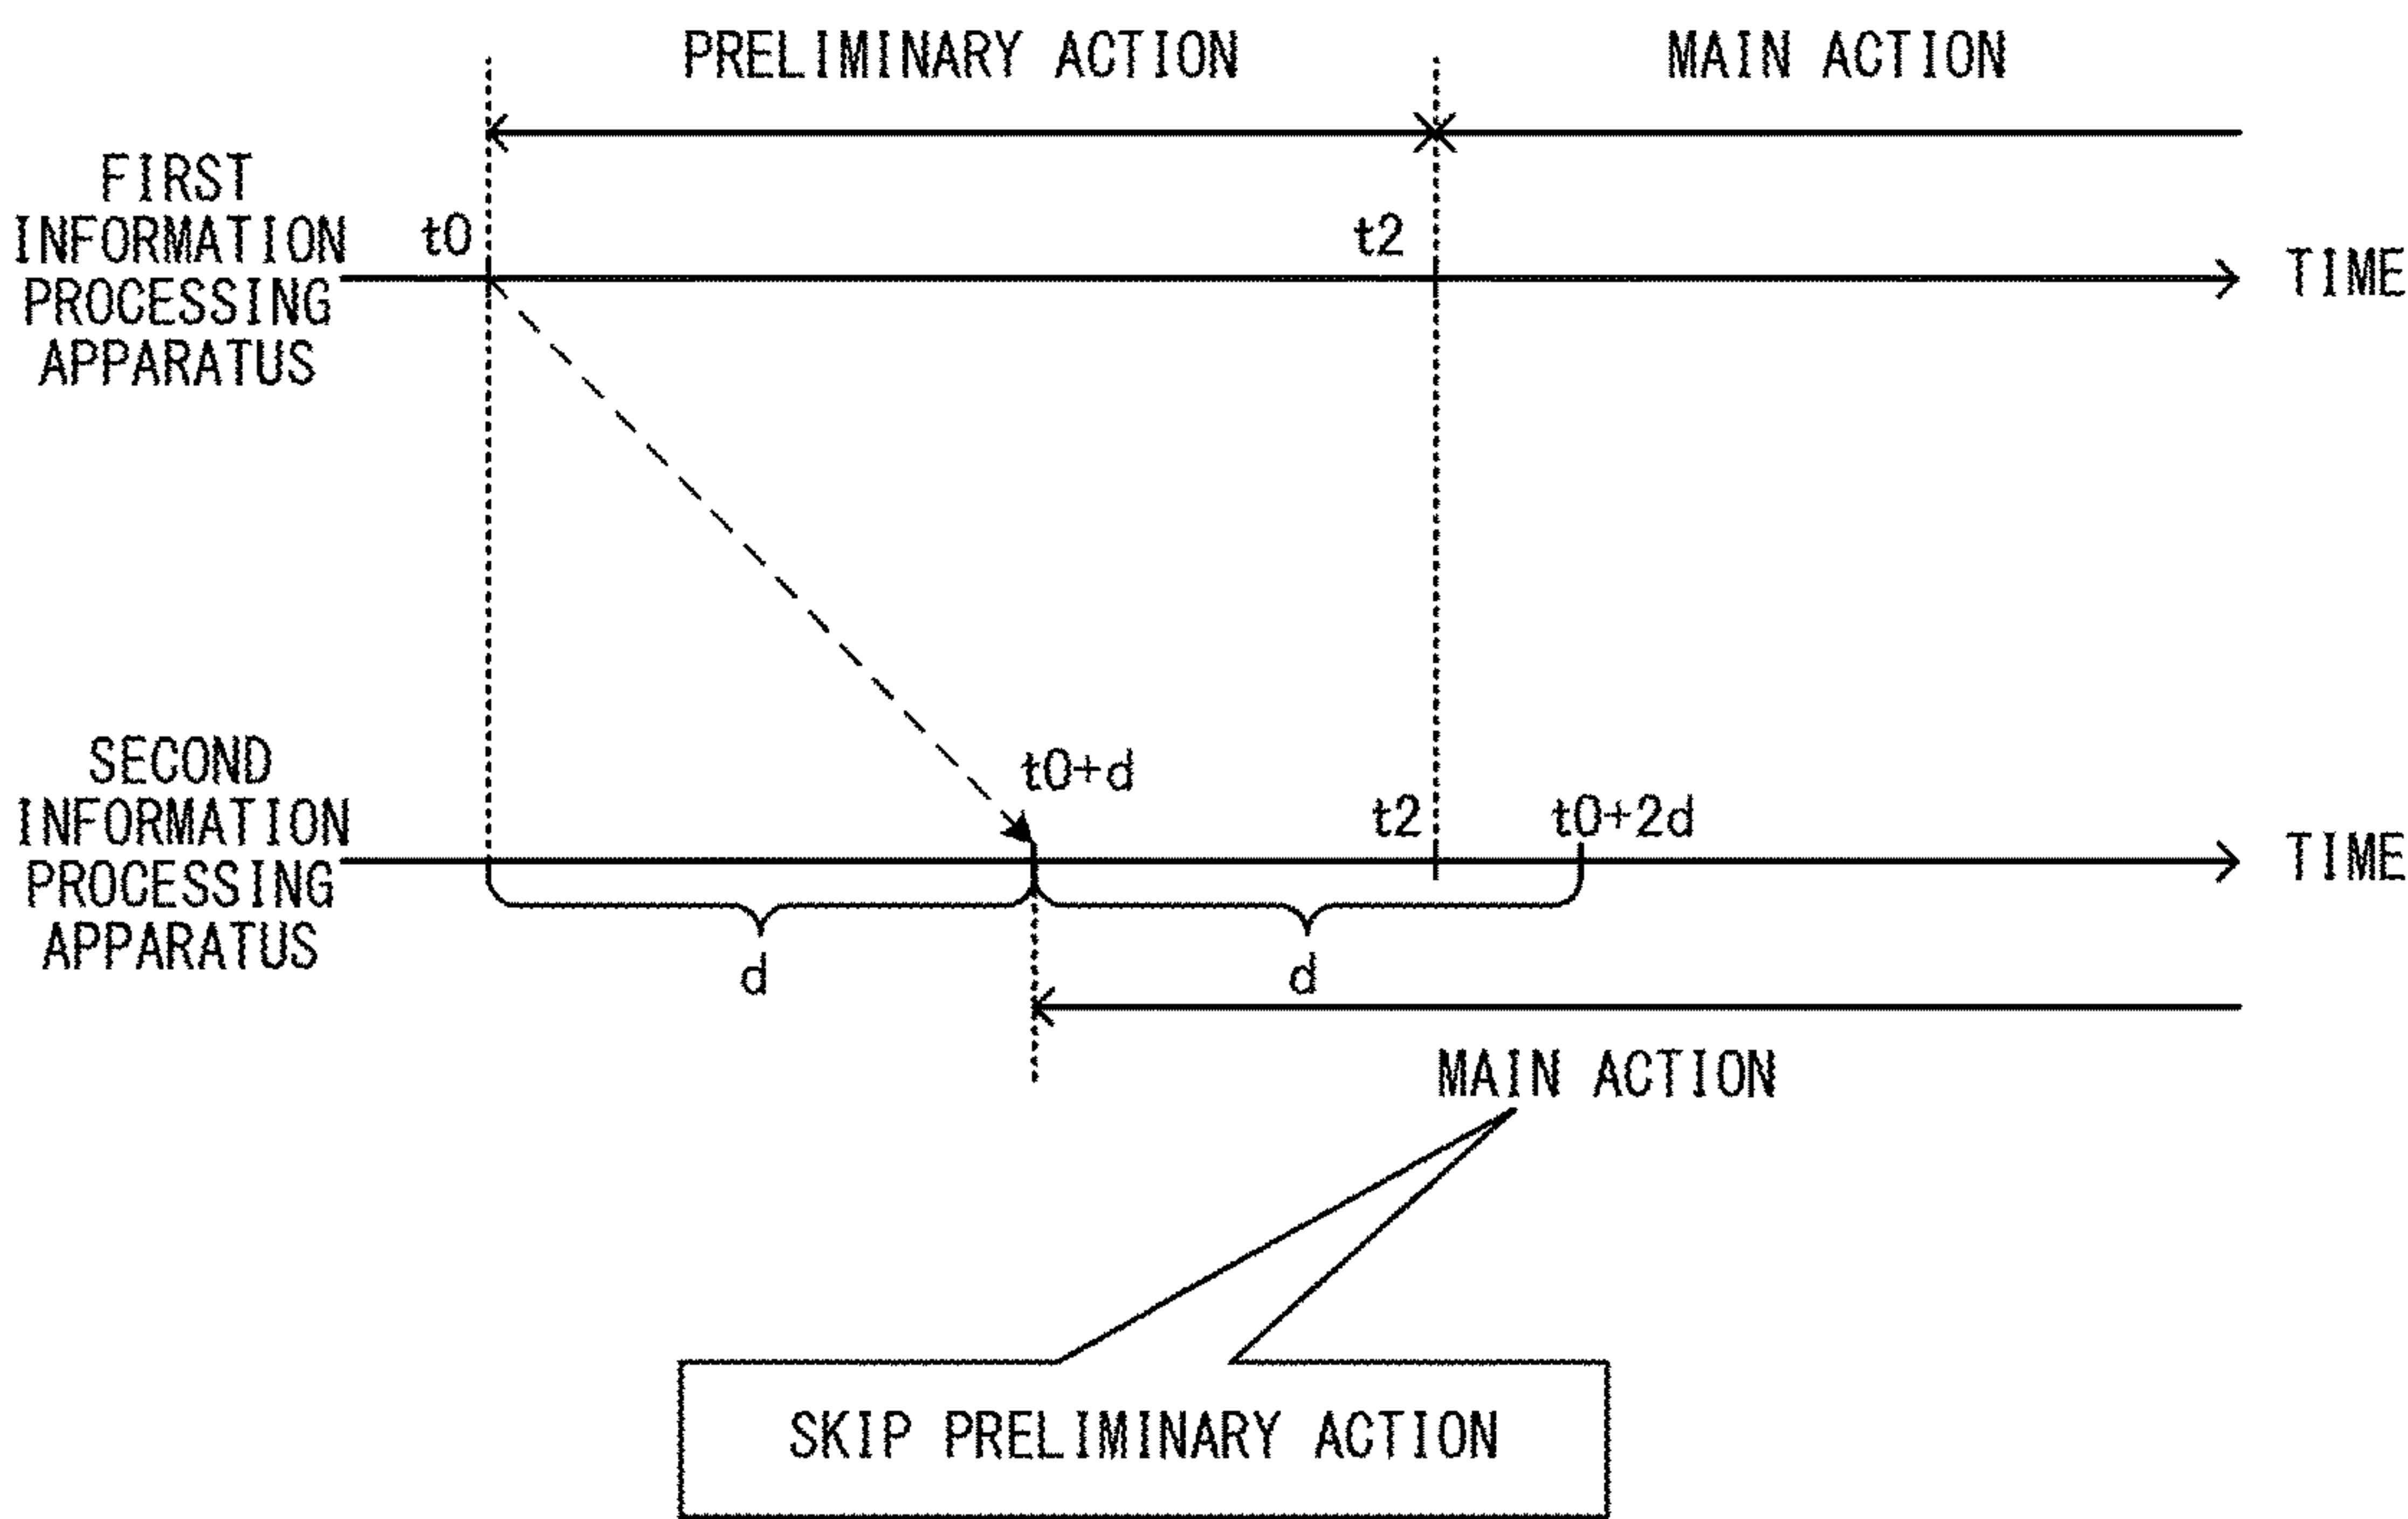 PRELIMINARY ACTION
MAIN ACTION
FIRST
INFORMATION
PROCESSING
APPARATUS
t0
t2
TIME
SECOND
INFORMATION
PROCESSING
APPARATUS
t0+d
t2
t0+2d
TIME
d
d
MAIN ACTION
SKIP PRELIMINARY ACTION